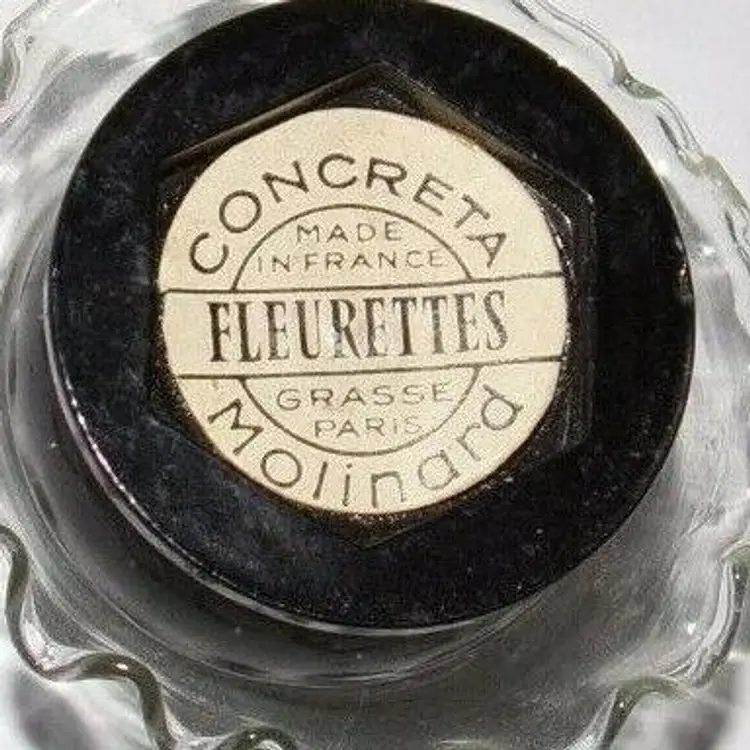 CONCRETA
MADE
IN FRANCE
FLEURETTES
GRASSE
PARIS
Molinard